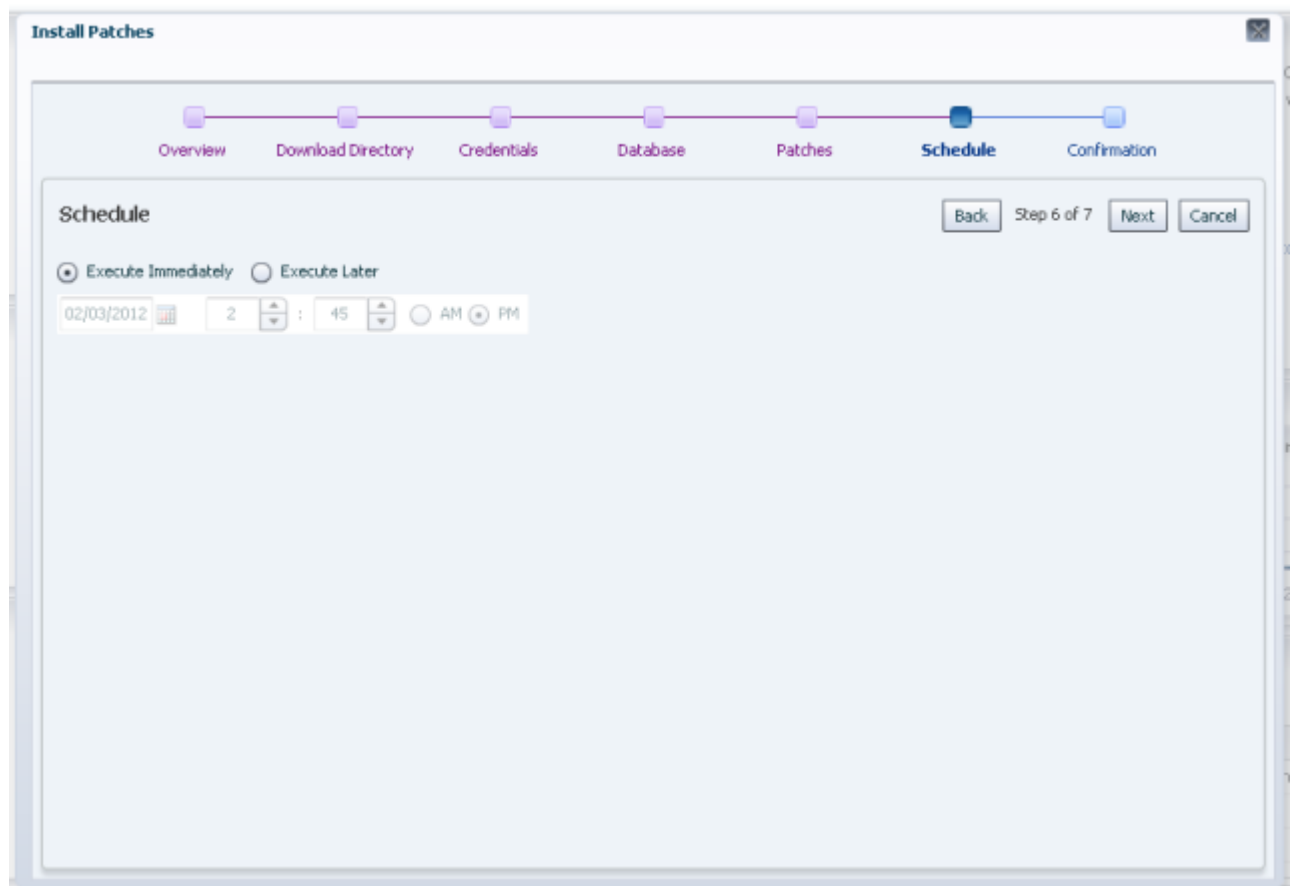 Install Patches
Overview Download Directory Credentials Database Patches Schedule Confirmation
Schedule Back Step 6 of 7 Next Cancel
Execute Immediately Execute Later
02/03/2012 2 : 45 AM PM